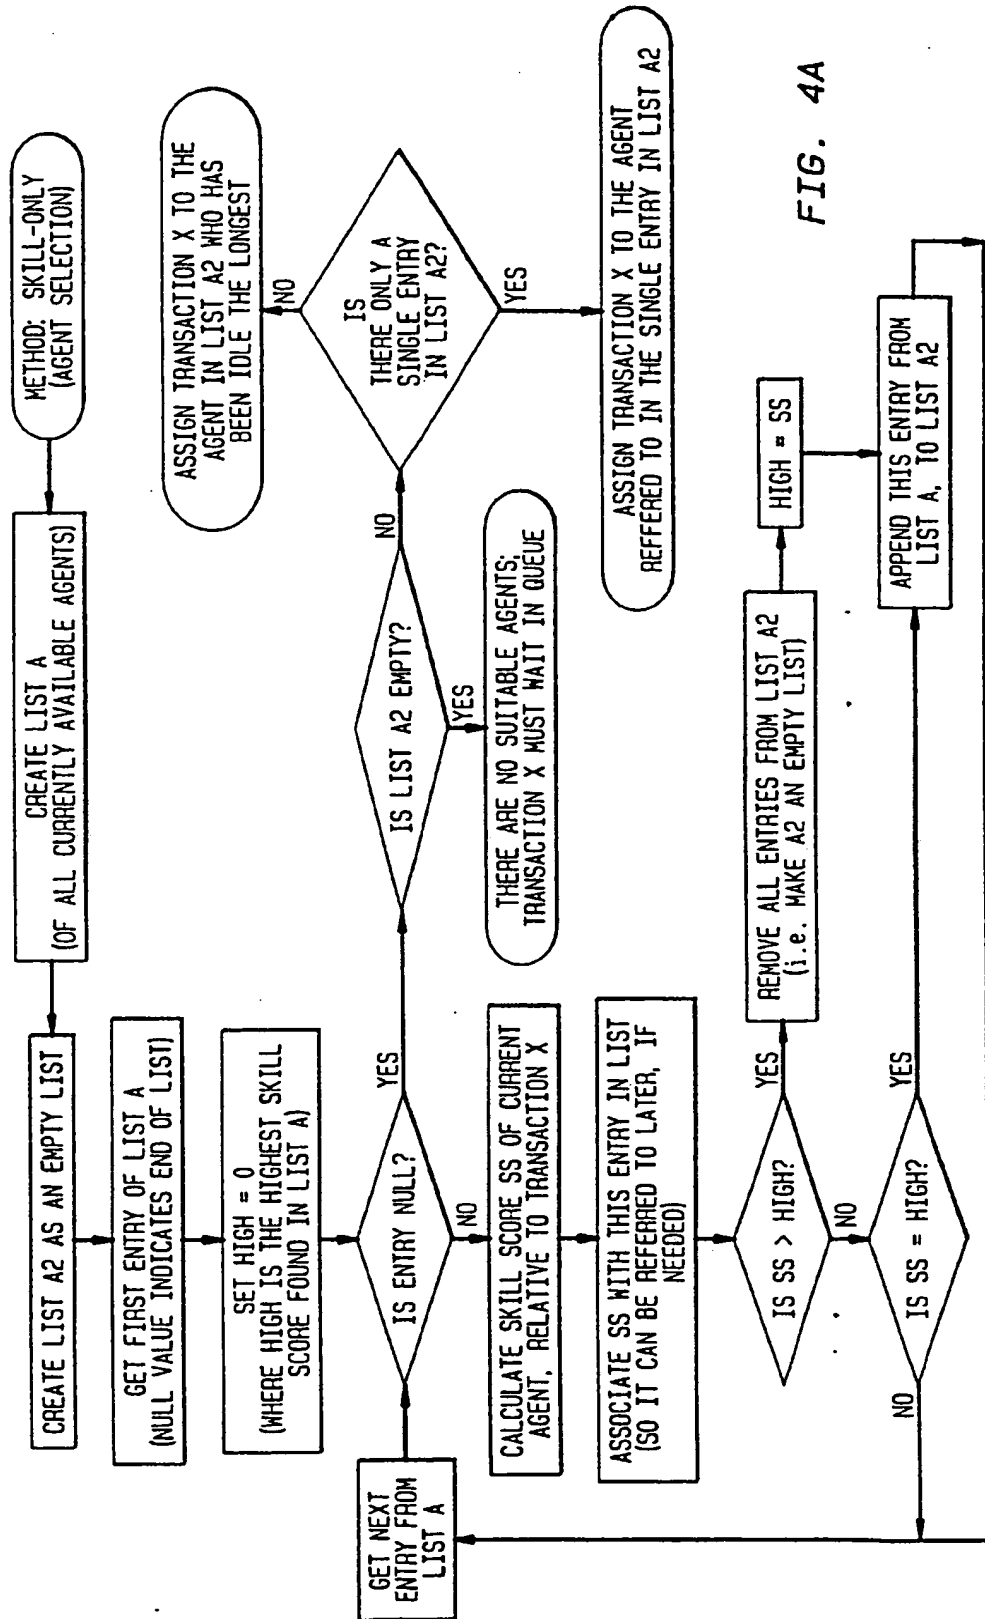 METHOD: SKILL-ONLY
(AGENT SELECTION)
CREATE LIST A
(OF ALL CURRENTLY AVAILABLE AGENTS)
CREATE LIST A2 AS AN EMPTY LIST
GET FIRST ENTRY OF LIST A
(NULL VALUE INDICATES END OF LIST)
SET HIGH = 0
(WHERE HIGH IS THE HIGHEST SKILL
SCORE FOUND IN LIST A)
GET NEXT
ENTRY FROM
LIST A
IS ENTRY NULL?
YES
NO
IS LIST A2 EMPTY?
NO
YES
THERE ARE NO SUITABLE AGENTS;
TRANSACTION X MUST WAIT IN QUEUE
IS
THERE ONLY A
SINGLE ENTRY
IN LIST A2?
NO
YES
ASSIGN TRANSACTION X TO THE
AGENT IN LIST A2 WHO HAS
BEEN IDLE THE LONGEST
ASSIGN TRANSACTION X TO THE AGENT
REFFERED TO IN THE SINGLE ENTRY IN LIST A2
CALCULATE SKILL SCORE SS OF CURRENT
AGENT, RELATIVE TO TRANSACTION X
ASSOCIATE SS WITH THIS ENTRY IN LIST
(SO IT CAN BE REFERRED TO LATER, IF
NEEDED)
IS SS > HIGH?
YES
NO
REMOVE ALL ENTRIES FROM LIST A2
(i.e. MAKE A2 AN EMPTY LIST)
HIGH = SS
IS SS = HIGH?
YES
NO
APPEND THIS ENTRY FROM
LIST A, TO LIST A2
FIG. 4A